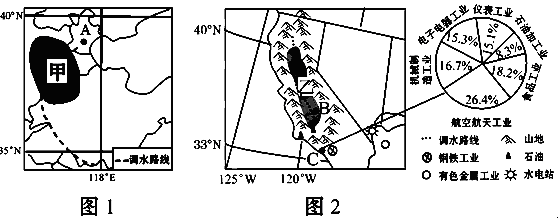 40°N
A
甲
35°N
118°E
调水路线
图1
40°N
乙
B
33°N
C
125°W
120°W
图2
电子电器工业
仪表工业
石油加工业
食品工业
航空航天工业
机械制造工业
15.3%
15.1%
8.3%
18.2%
26.4%
16.7%
调水路线
山地
钢铁工业
石油
有色金属工业
水电站